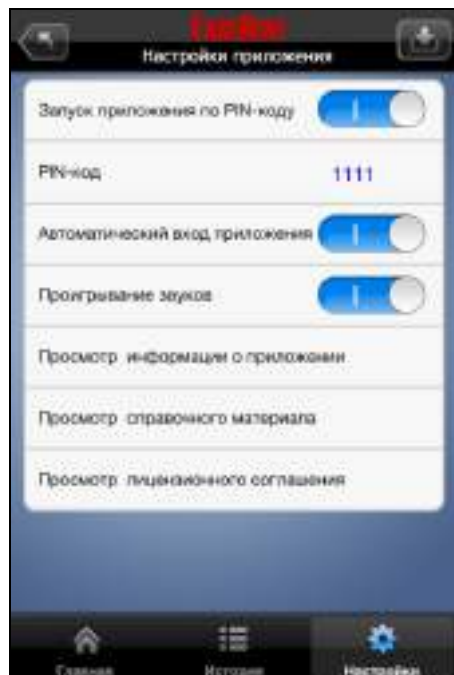 Настройки приложения
Запуск приложения по PIN-коду
PIN-код 1111
Автоматический вход приложения
Проигрывание звуков
Просмотр информации о приложении
Просмотр справочного материала
Просмотр лицензионного соглашения
Главная История Настройки